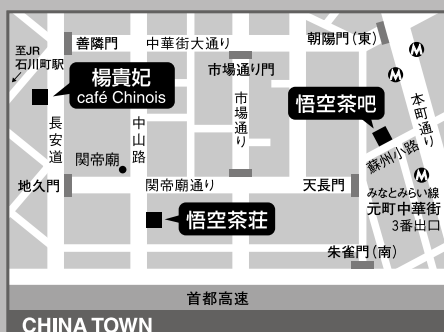 至JR
石川町駅
善隣門
中華街大通り
朝陽門(東)
楊貴妃
café Chinois
市場通り門
悟空茶吧
本町通り
長安道
中山路
市場通り
蘇州小路
関帝廟
地久門
関帝廟通り
天長門
みなとみらい線
元町中華街
3番出口
悟空茶荘
朱雀門(南)
首都高速
CHINA TOWN